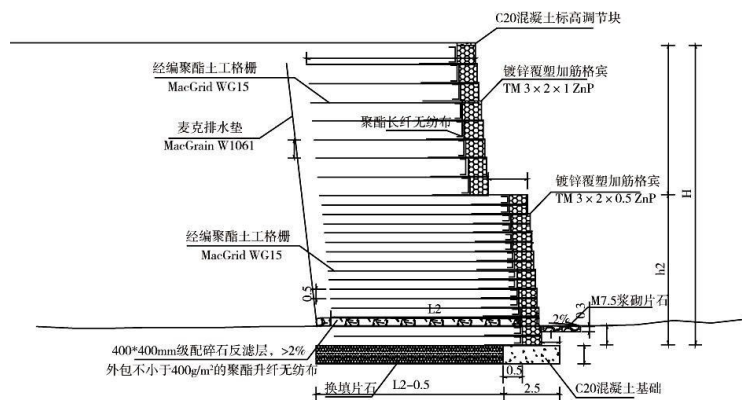 C20混凝土标高调节块
经编聚酯土工格栅
MacGrid WG15
镀锌覆塑加筋格宾
TM 3×2×1 ZnP
h2
麦克排水垫
MacGrain W1061
聚酯长纤无纺布
镀锌覆塑加筋格宾
TM 3×2×0.5 ZnP
H
经编聚酯土工格栅
MacGrid WG15
h2
0.5
L2
M7.5浆砌片石
0.3
2%
400*400mm级配碎石反滤层，>2%
外包不小于400g/m²的聚酯升纤无纺布
换填片石
L2-0.5
0.5
2.5
C20混凝土基础